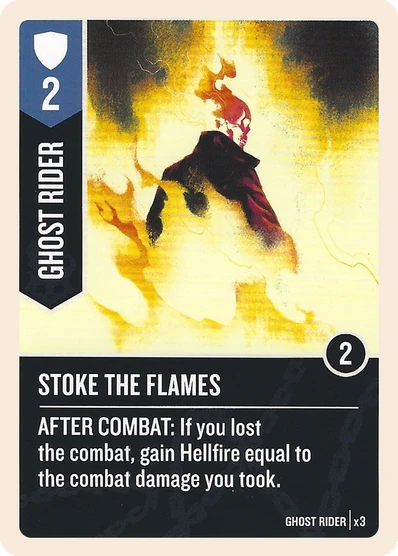 2
GHOST RIDER
2
STOKE THE FLAMES
AFTER COMBAT: If you lost
the combat, gain Hellfire equal to
the combat damage you took.
GHOST RIDER | x3